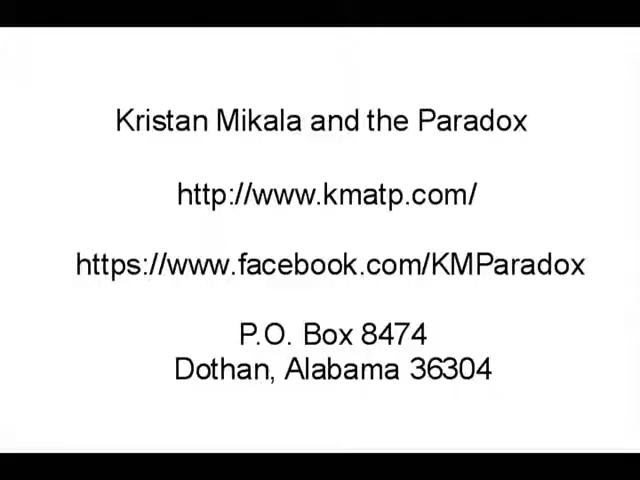 Kristan Mikala and the Paradox
http://www.kmatp.com/
https://www.facebook.com/KMParadox
P.O. Box 8474
Dothan, Alabama 36304